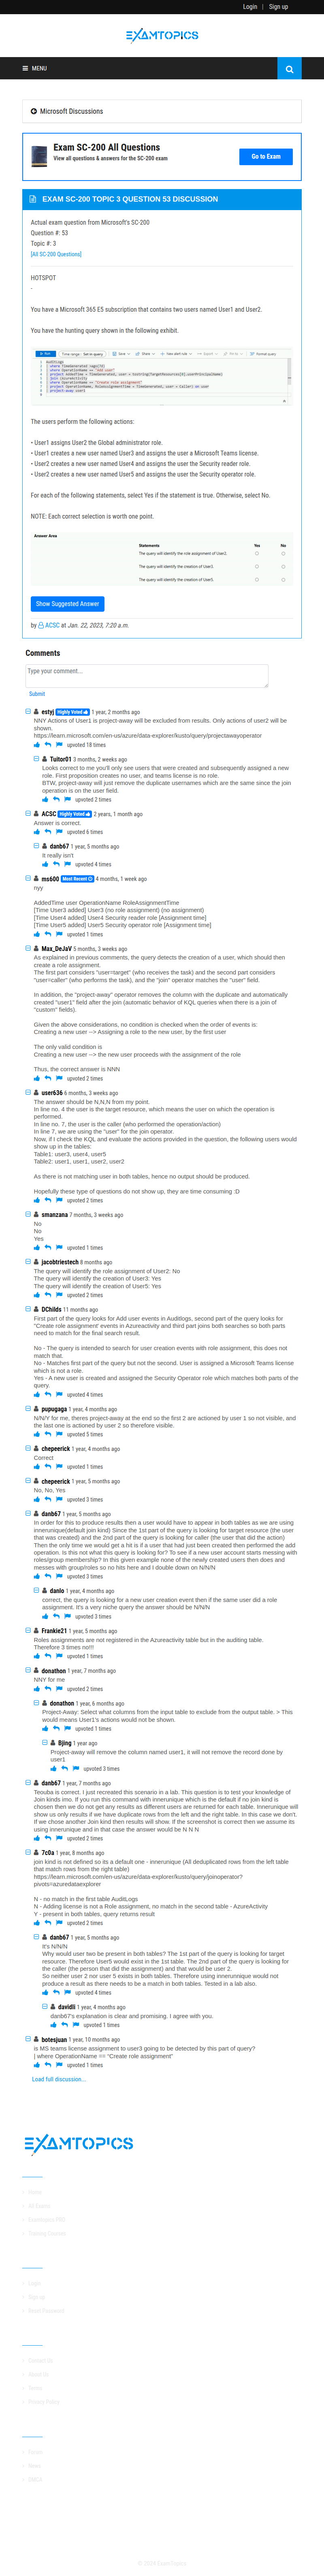 Login | Sign up
EXAMTOPICS
MENU
Microsoft Discussions
Exam SC-200 All Questions
View all questions & answers for the SC-200 exam
Go to Exam
EXAM SC-200 TOPIC 3 QUESTION 53 DISCUSSION
Actual exam question from Microsoft's SC-200
Question #: 53
Topic #: 3
[All SC-200 Questions]
HOTSPOT
-
You have a Microsoft 365 E5 subscription that contains two users named User1 and User2.
You have the hunting query shown in the following exhibit.
Run Time range: Set in query Save Share New alert rule Export Pin to Format query
AuditLogs
The users perform the following actions:
• User1 assigns User2 the Global administrator role.
• User1 creates a new user named User3 and assigns the user a Microsoft Teams license.
• User2 creates a new user named User4 and assigns the user the Security reader role.
• User2 creates a new user named User5 and assigns the user the Security operator role.
For each of the following statements, select Yes if the statement is true. Otherwise, select No.
NOTE: Each correct selection is worth one point.
Answer Area
Statements Yes No
The query will identify the role assignment of User2.
The query will identify the creation of User3.
The query will identify the creation of User5.
Show Suggested Answer
by ACSC at Jan. 22, 2023, 7:20 a.m.
Comments
Type your comment...
Submit
estyj Highly Voted 1 year, 2 months ago
NNY Actions of User1 is project-away will be excluded from results. Only actions of user2 will be shown.
https://learn.microsoft.com/en-us/azure/data-explorer/kusto/query/projectawayoperator
upvoted 18 times
Tuitor01 3 months, 2 weeks ago
Looks correct to me you'll only see users that were created and subsequently assigned a new role. First proposition creates no user, and teams license is no role.
BTW, project-away will just remove the duplicate usernames which are the same after the join operation is on the user field.
upvoted 2 times
ACSC Highly Voted 2 years, 1 month ago
Answer is correct.
upvoted 6 times
danb67 1 year, 5 months ago
It really isn't
upvoted 4 times
ms600 Most Recent 4 months, 1 week ago
nyy
AddedTime user OperationName RoleAssignmentTime
[Time User3 added] User3 (no role assignment) (no assignment)
[Time User4 added] User4 Security reader role [Assignment time]
[Time User5 added] User5 Security operator role [Assignment time]
upvoted 1 times
Max_DeJaV 5 months, 3 weeks ago
As explained in previous comments, the query detects the creation of a user, which should then create a role assignment.
The first part considers "user=target" (who receives the task) and the second part considers "user=caller" (who performs the task), and the "join" operator matches the "user" field.
In addition, the "project-away" operator removes the column with the duplicate and automatically created "user1" field after the join (automatic behavior of KQL queries when there is a join of "custom" fields).
Given the above considerations, no condition is checked when the order of events is:
Creating a new user --> Assigning a role to the new user, by the first user
The only valid condition is
Creating a new user --> the new user proceeds with the assignment of the role
Thus, the correct answer is NNN
upvoted 2 times
user636 6 months, 3 weeks ago
The answer should be N,N,N from my point.
In line no. 4 the user is the target resource, which means the user on which the operation is performed.
In line no. 7, the user is the caller (who performed the operation/action)
In line 7, we are using the "user" for the join operator.
Now, if I check the KQL and evaluate the actions provided in the question, the following users would show up in the tables:
Table1: user3, user4, user5
Table2: user1, user1, user2, user2
As there is not matching user in both tables, hence no output should be produced.
Hopefully these type of questions do not show up, they are time consuming :D
upvoted 2 times
smanzana 7 months, 3 weeks ago
No
No
Yes
upvoted 1 times
jacobtriestech 8 months ago
The query will identify the role assignment of User2: No
The query will identify the creation of User3: Yes
The query will identify the creation of User5: Yes
upvoted 2 times
DChilds 11 months ago
First part of the query looks for Add user events in Auditlogs, second part of the query looks for "Create role assignment" events in Azureactivity and third part joins both searches so both parts need to match for the final search result.
No - The query is intended to search for user creation events with role assignment, this does not match that.
No - Matches first part of the query but not the second. User is assigned a Microsoft Teams license which is not a role.
Yes - A new user is created and assigned the Security Operator role which matches both parts of the query.
upvoted 4 times
pupugaga 1 year, 4 months ago
N/N/Y for me, theres project-away at the end so the first 2 are actioned by user 1 so not visible, and the last one is actioned by user 2 so therefore visible.
upvoted 5 times
chepeerick 1 year, 4 months ago
Correct
upvoted 1 times
chepeerick 1 year, 5 months ago
No, No, Yes
upvoted 3 times
danb67 1 year, 5 months ago
In order for this to produce results then a user would have to appear in both tables as we are using innerunique(default join kind) Since the 1st part of the query is looking for target resource (the user that was created) and the 2nd part of the query is looking for caller (the user that did the action) Then the only time we would get a hit is if a user that had just been created then performed the add operation. is this not what this query is looking for? To see if a new user account starts messing with roles/group membership? In this given example none of the newly created users then does and messes with group/roles so no hits here and I double down on N/N/N
upvoted 3 times
danlo 1 year, 4 months ago
correct, the query is looking for a new user creation event then if the same user did a role assignment. It's a very niche query the answer should be N/N/N
upvoted 3 times
Frankie21 1 year, 5 months ago
Roles assignments are not registered in the Azureactivity table but in the auditing table.
Therefore 3 times no!!!
upvoted 1 times
donathon 1 year, 7 months ago
NNY for me
upvoted 2 times
donathon 1 year, 6 months ago
Project-Away: Select what columns from the input table to exclude from the output table. > This would means User1's actions would not be shown.
upvoted 1 times
Bjing 1 year ago
Project-away will remove the column named user1, it will not remove the record done by user1
upvoted 3 times
danb67 1 year, 7 months ago
Tesouba is correct. I just recreated this scenario in a lab. This question is to test your knowledge of Join kinds imo. If you run this command with innerunique which is the default if no join kind is chosen then we do not get any results as different users are returned for each table. Innerunique will show us only results if the user is in both tables. This is not the case in our question. So we can't do it. If we chose another Join kind then results will show. If the screenshot is correct then we assume its using innerunique and in that case the answer would be N N N
upvoted 2 times
7c0a 1 year, 8 months ago
join kind is not defined so its a default one - innerunique (All deduplicated rows from the left table that match rows from the right table)
https://learn.microsoft.com/en-us/azure/data-explorer/kusto/query/joinoperator?pivots=azuredataexplorer
N - no match in the first table AuditLogs
N - Adding license is not a Role assignment, no match in the second table - AzureActivity
Y - present in both tables, query returns result
upvoted 2 times
danb67 1 year, 5 months ago
It's N/N/N
Why would user two be present in both tables? The 1st part of the query is looking for target resource. Therefore User5 would exist in the 1st table. The 2nd part of the query is looking for the caller (the person that did the assignment) and that would be user 2.
So neither user 2 nor user 5 exists in both tables. Therefore using innerunnique would not produce a result as there needs to be a match in both tables. Tested in a lab also.
upvoted 4 times
davidli 1 year, 4 months ago
danb67's explanation is clear and promising. I agree with you.
upvoted 1 times
botesjuan 1 year, 10 months ago
is MS teams license assignment to user3 going to be detected by this part of query?
| where OperationName == "Create role assignment"
upvoted 1 times
Load full discussion...
EXAMTOPICS